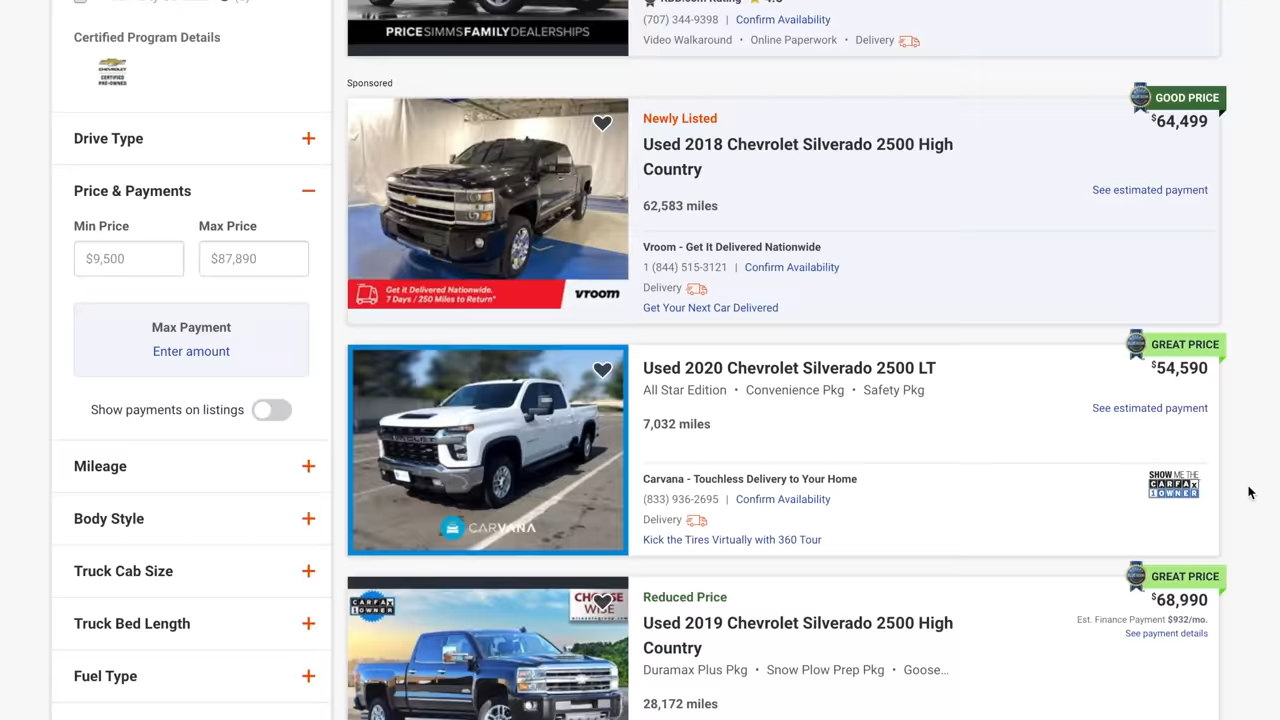 Certified Program Details
CHEVROLET
CERTIFIED
PRE-OWNED
Drive Type
Price & Payments
Min Price
Max Price
$9,500
$87,890
Max Payment
Enter amount
Show payments on listings
Mileage
Body Style
Truck Cab Size
Truck Bed Length
Fuel Type
PRICESIMMSFAMILYDEALERSHIPS
(707) 344-9398 | Confirm Availability
Video Walkaround • Online Paperwork • Delivery
Sponsored
GOOD PRICE
$64,499
Newly Listed
Used 2018 Chevrolet Silverado 2500 High
Country
See estimated payment
62,583 miles
Vroom - Get It Delivered Nationwide
1 (844) 515-3121 | Confirm Availability
Delivery
Get Your Next Car Delivered
Get it Delivered Nationwide.
7 Days / 250 Miles to Return*
vroom
GREAT PRICE
$54,590
Used 2020 Chevrolet Silverado 2500 LT
All Star Edition • Convenience Pkg • Safety Pkg
See estimated payment
7,032 miles
Carvana - Touchless Delivery to Your Home
(833) 936-2695 | Confirm Availability
Delivery
Kick the Tires Virtually with 360 Tour
SHOW ME THE
CARFAX
1 OWNER
CARVANA
GREAT PRICE
$68,990
Est. Finance Payment $932/mo.
See payment details
Reduced Price
Used 2019 Chevrolet Silverado 2500 High
Country
Duramax Plus Pkg • Snow Plow Prep Pkg • Goose...
28,172 miles
CARFAX
1 OWNER